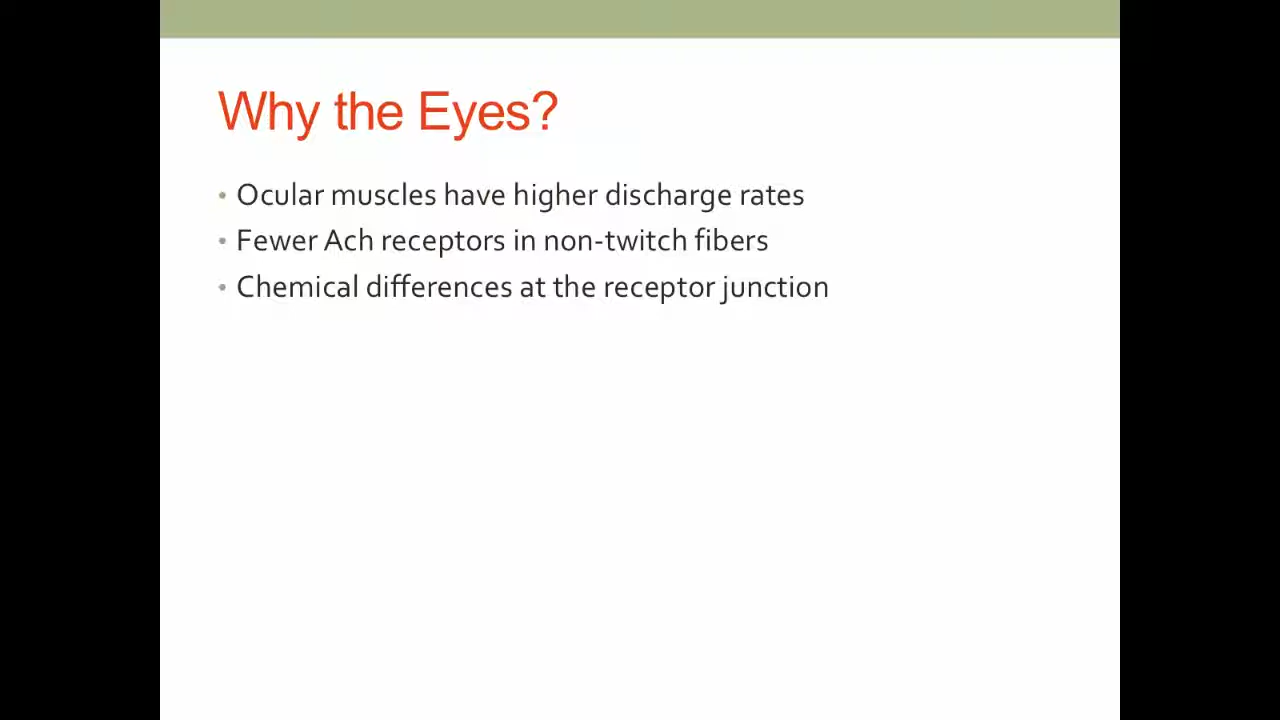 Why the Eyes?
• Ocular muscles have higher discharge rates
• Fewer Ach receptors in non-twitch fibers
• Chemical differences at the receptor junction